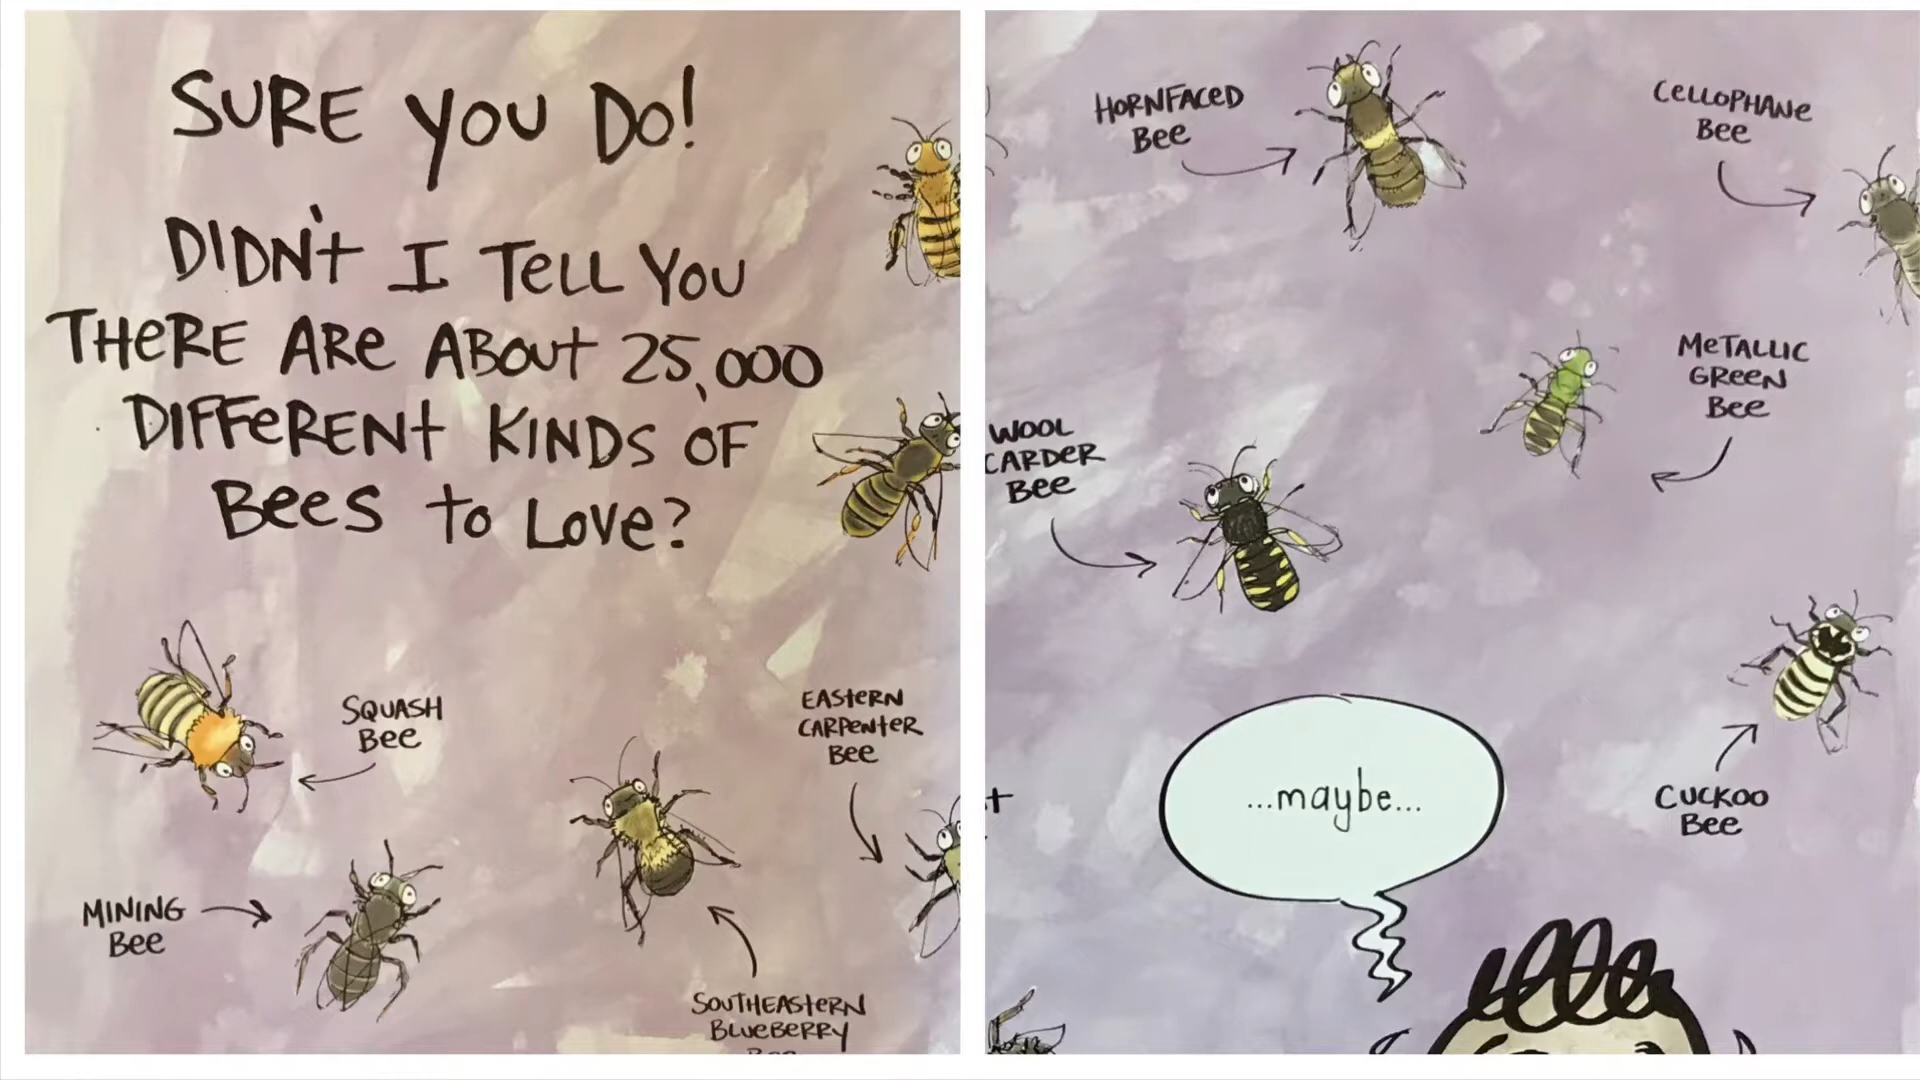 SURE YOU DO!
DIDN't I TeLL YOU
THeRE ARe ABOUt 25,000
DIFFeRENt KINDS OF
Bees to Love?
SQUASH
Bee
EAStERN
CARPeNteR
Bee
MINING
Bee
SOUtHEAStERN
BLUeBeRRY
HORNFACeD
Bee
CeLLOPHANe
Bee
MeTALLIC
GReeN
Bee
WOOL
CARDeR
Bee
...maybe...
CUCKOO
Bee